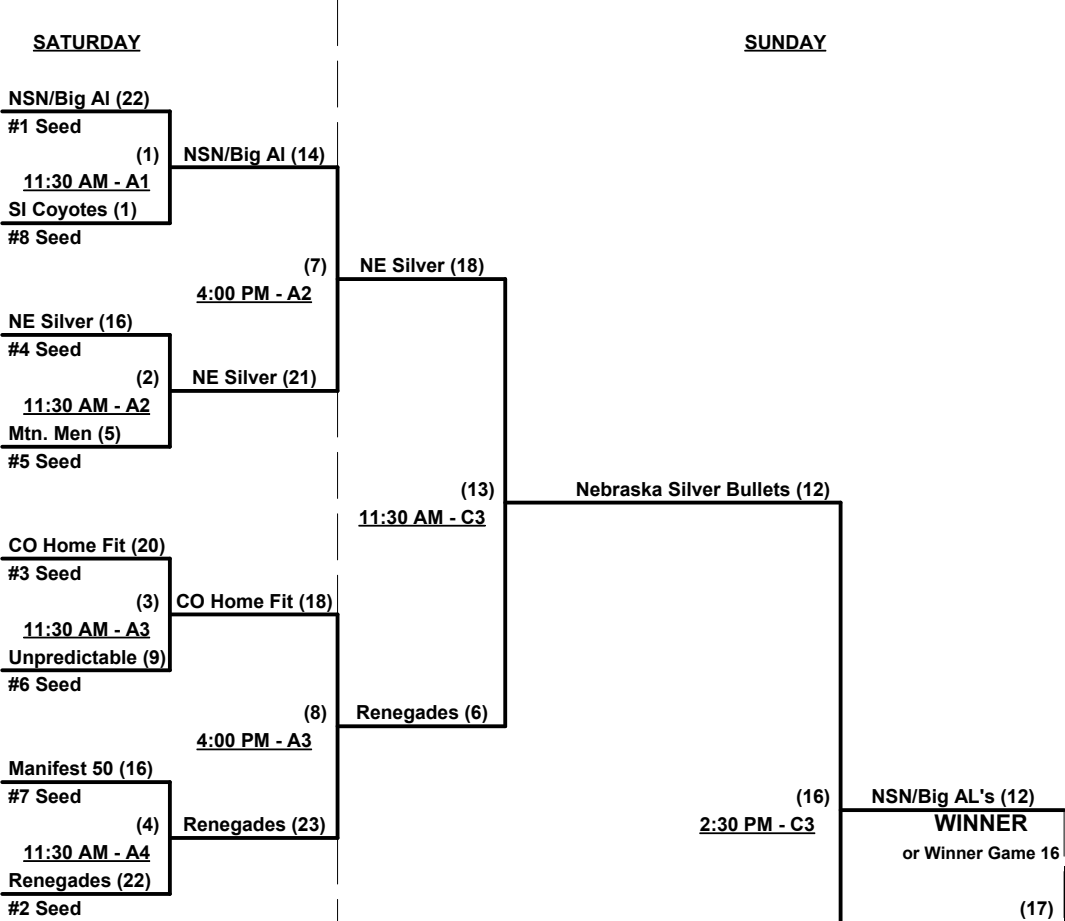 SATURDAY
SUNDAY
NSN/Big Al (22)
#1 Seed
(1)
NSN/Big Al (14)
11:30 AM - A1
SI Coyotes (1)
#8 Seed
(7)
NE Silver (18)
4:00 PM - A2
NE Silver (16)
#4 Seed
(2)
NE Silver (21)
11:30 AM - A2
Mtn. Men (5)
#5 Seed
(13)
Nebraska Silver Bullets (12)
11:30 AM - C3
CO Home Fit (20)
#3 Seed
(3)
CO Home Fit (18)
11:30 AM - A3
Unpredictable (9)
#6 Seed
(8)
Renegades (6)
4:00 PM - A3
Manifest 50 (16)
#7 Seed
(16)
NSN/Big AL's (12)
(4)
Renegades (23)
2:30 PM - C3
WINNER
11:30 AM - A4
or Winner Game 16
Renegades (22)
#2 Seed
(17)